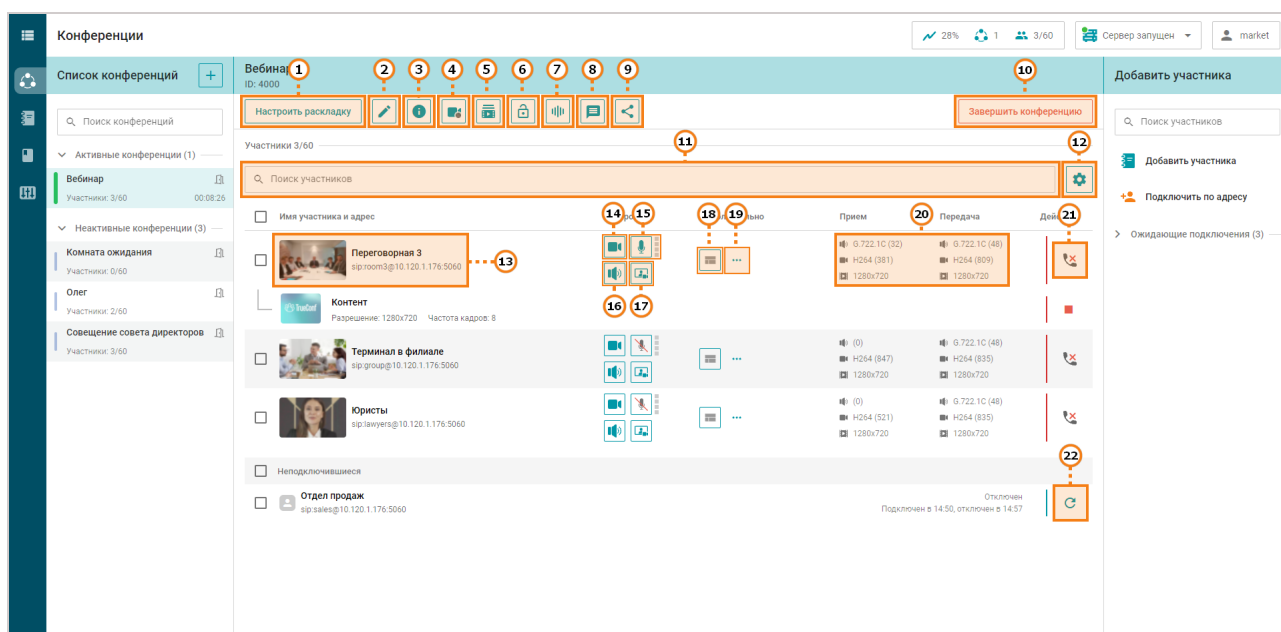 Конференции
28%
1
3/60
Сервер запущен
market
Список конференций
+
Вебинар
ID: 4000
1
2
3
4
5
6
7
8
9
10
Добавить участника
Настроить раскладку
Завершить конференцию
Поиск конференций
Поиск участников
Участники 3/60
11
12
Активные конференции (1)
Вебинар
Участники: 3/60
00:08:26
Поиск участников
Добавить участника
Подключить по адресу
Ожидающие подключения (3)
Неактивные конференции (3)
Комната ожидания
Участники: 0/60
Олег
Участники: 2/60
Совещение совета директоров
Участники: 3/60
Имя участника и адрес
14
15
18
19
Прием
20
Передача
21
Переговорная 3
sip:room3@10.120.1.176:5060
13
16
17
G.722.1C (32)
G.722.1C (48)
H264 (381)
H264 (809)
1280x720
1280x720
TrueConf
Контент
Разрешение: 1280x720
Частота кадров: 8
Терминал в филиале
sip:group@10.120.1.176:5060
(0)
G.722.1C (48)
H264 (847)
H264 (835)
1280x720
1280x720
Юристы
sip:lawyers@10.120.1.176:5060
(0)
G.722.1C (48)
H264 (521)
H264 (835)
1280x720
1280x720
22
Неподключившиеся
Отдел продаж
sip:sales@10.120.1.176:5060
Отключен
Подключен в 14:50, отключен в 14:57